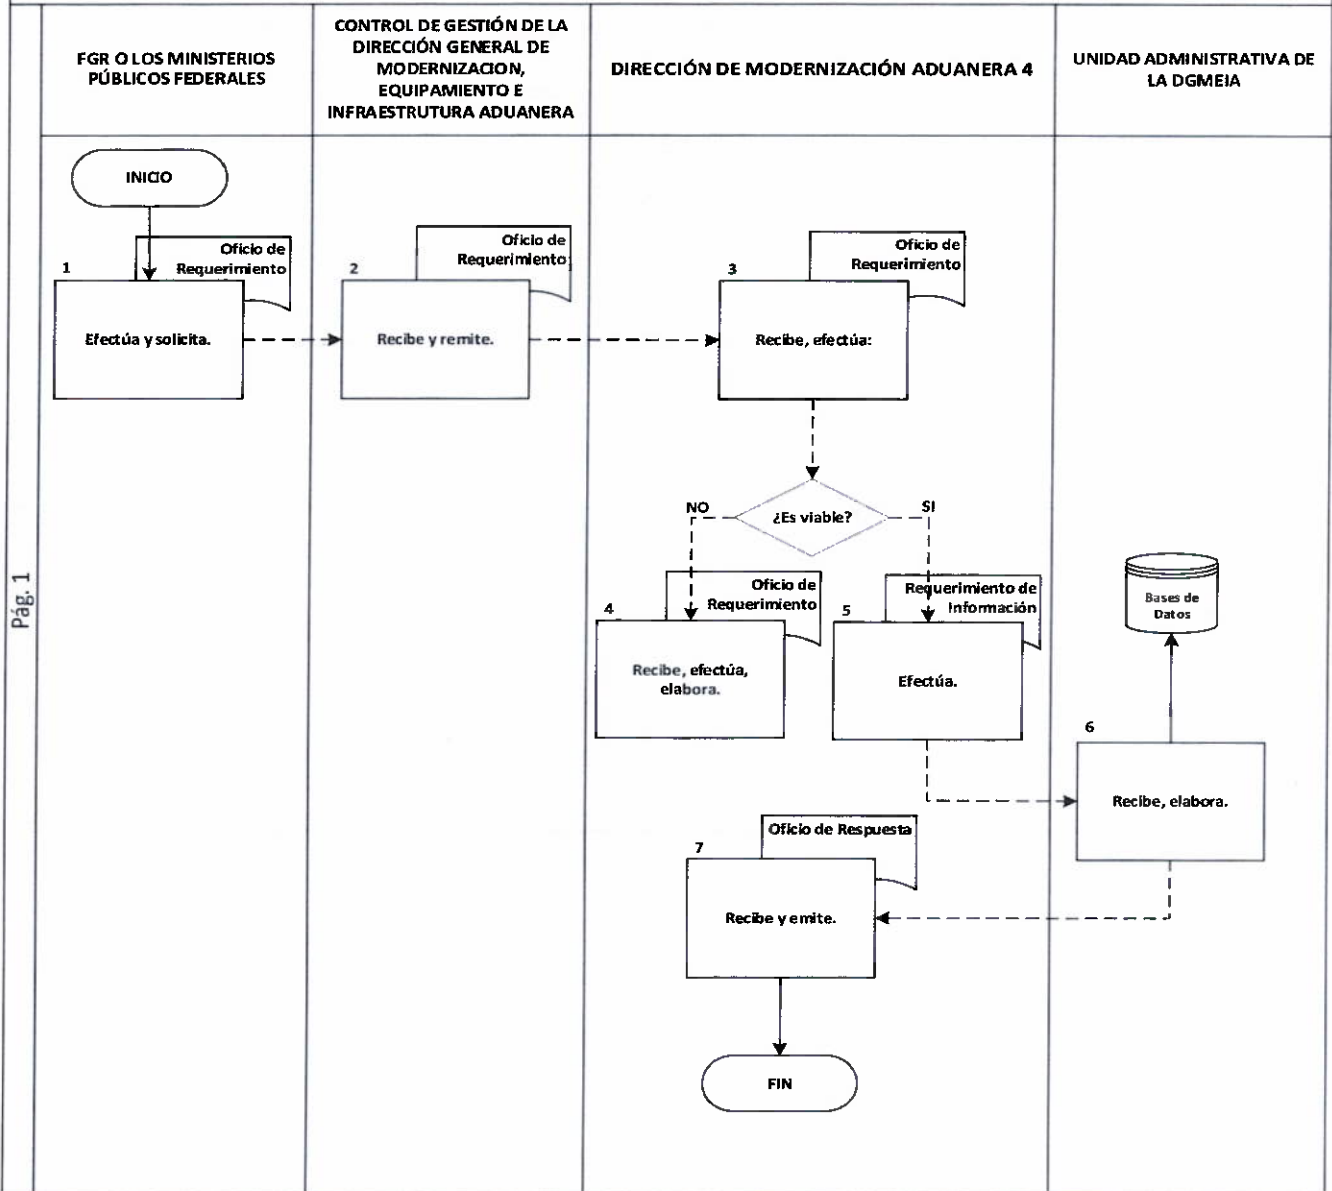 FGR O LOS MINISTERIOS
PÚBLICOS FEDERALES
CONTROL DE GESTIÓN DE LA
DIRECCIÓN GENERAL DE
MODERNIZACION,
EQUIPAMIENTO E
INFRAESTRUTURA ADUANERA
DIRECCIÓN DE MODERNIZACIÓN ADUANERA 4
UNIDAD ADMINISTRATIVA DE
LA DGMEIA
Pág. 1
INICIO
Oficio de
Requerimiento
1
Efectúa y solicita.
Oficio de
Requerimiento
2
Recibe y remite.
Oficio de
Requerimiento
3
Recibe, efectúa:
¿Es viable?
NO
SI
Oficio de
Requerimiento
4
Recibe, efectúa,
elabora.
Requerimiento de
Información
5
Efectúa.
Bases de
Datos
6
Recibe, elabora.
Oficio de Respuesta
7
Recibe y emite.
FIN